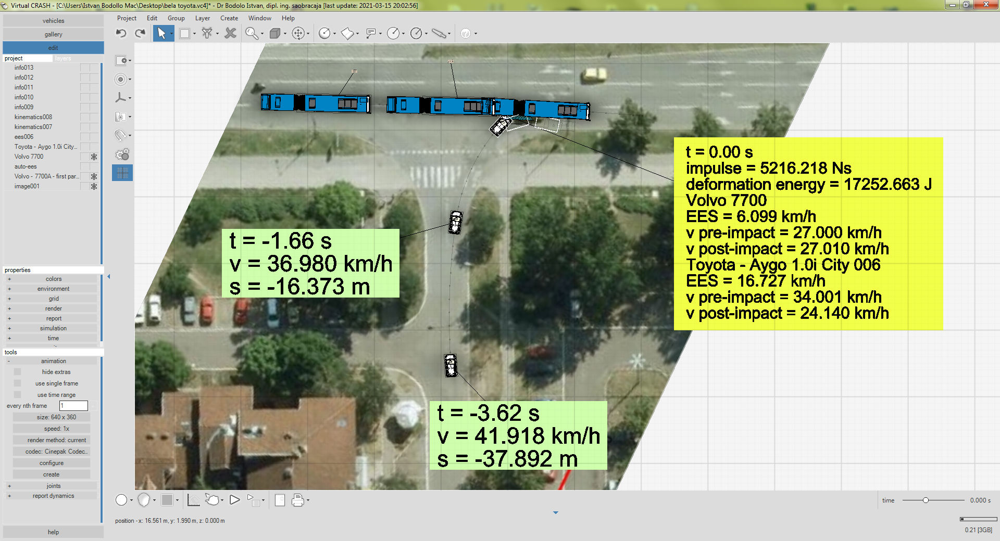 Virtual CRASH - [C:\Users\Istvan Bodollo Mac\Desktop\bela toyota.vc4]* - Dr Bodolo Istvan, dipl. ing. saobracaja [last update: 2021-03-15 20:02:56]
vehicles
gallery
edit
project layers
info013
info012
info011
info010
info009
kinematics008
kinematics007
ees006
Toyota - Aygo 1.0i City...
Volvo 7700
auto-ees
Volvo - 7700A - first par...
image001
properties
+ colors
+ environment
+ grid
+ render
+ report
+ simulation
+ time
tools
- animation
hide extras
use single frame
use time range
every nth frame 1
size: 640 x 360
speed: 1x
render method: current
codec: Cinepak Codec...
configure
create
+ joints
+ report dynamics
help
Project Edit Group Layer Create Window Help
t = 0.00 s
impulse = 5216.218 Ns
deformation energy = 17252.663 J
Volvo 7700
EES = 6.099 km/h
v pre-impact = 27.000 km/h
v post-impact = 27.010 km/h
Toyota - Aygo 1.0i City 006
EES = 16.727 km/h
v pre-impact = 34.001 km/h
v post-impact = 24.140 km/h
t = -1.66 s
v = 36.980 km/h
s = -16.373 m
t = -3.62 s
v = 41.918 km/h
s = -37.892 m
time 0.000 s
position - x: 16.561 m, y: 1.990 m, z: 0.000 m
0.21 [3GB]